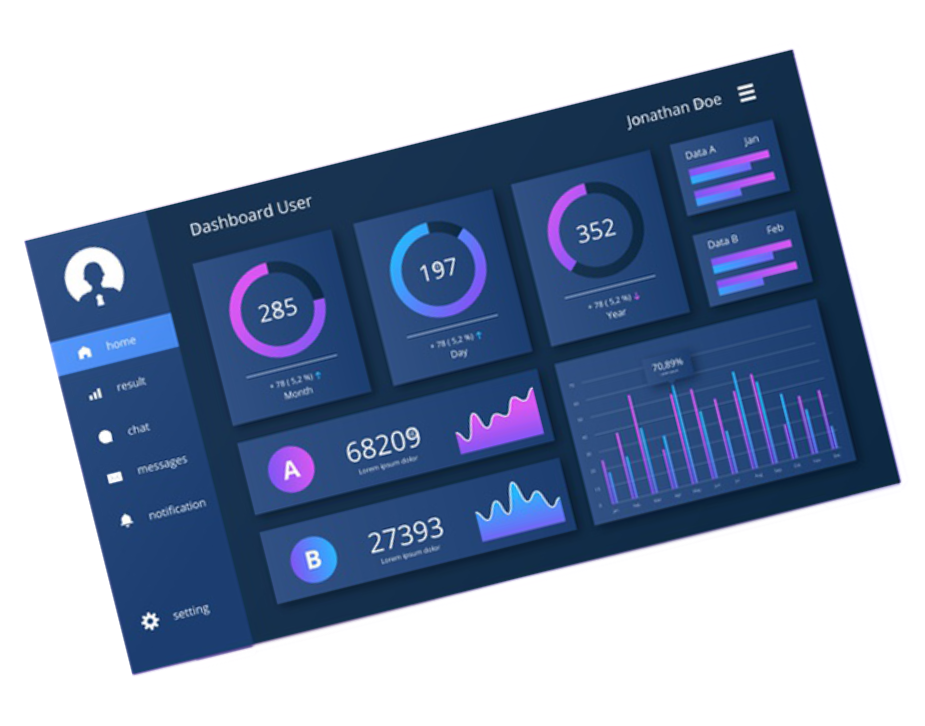 Jonathan Doe
Dashboard User
home
result
chat
messages
notification
setting
285
+ 78 ( 5,2 %)
Month
197
+ 78 ( 5,2 %)
Day
352
+ 78 ( 5,2 %)
Year
Data A Jan
Data B Feb
A
68209
Lorem ipsum dolor
B
27393
Lorem ipsum dolor
70,89%